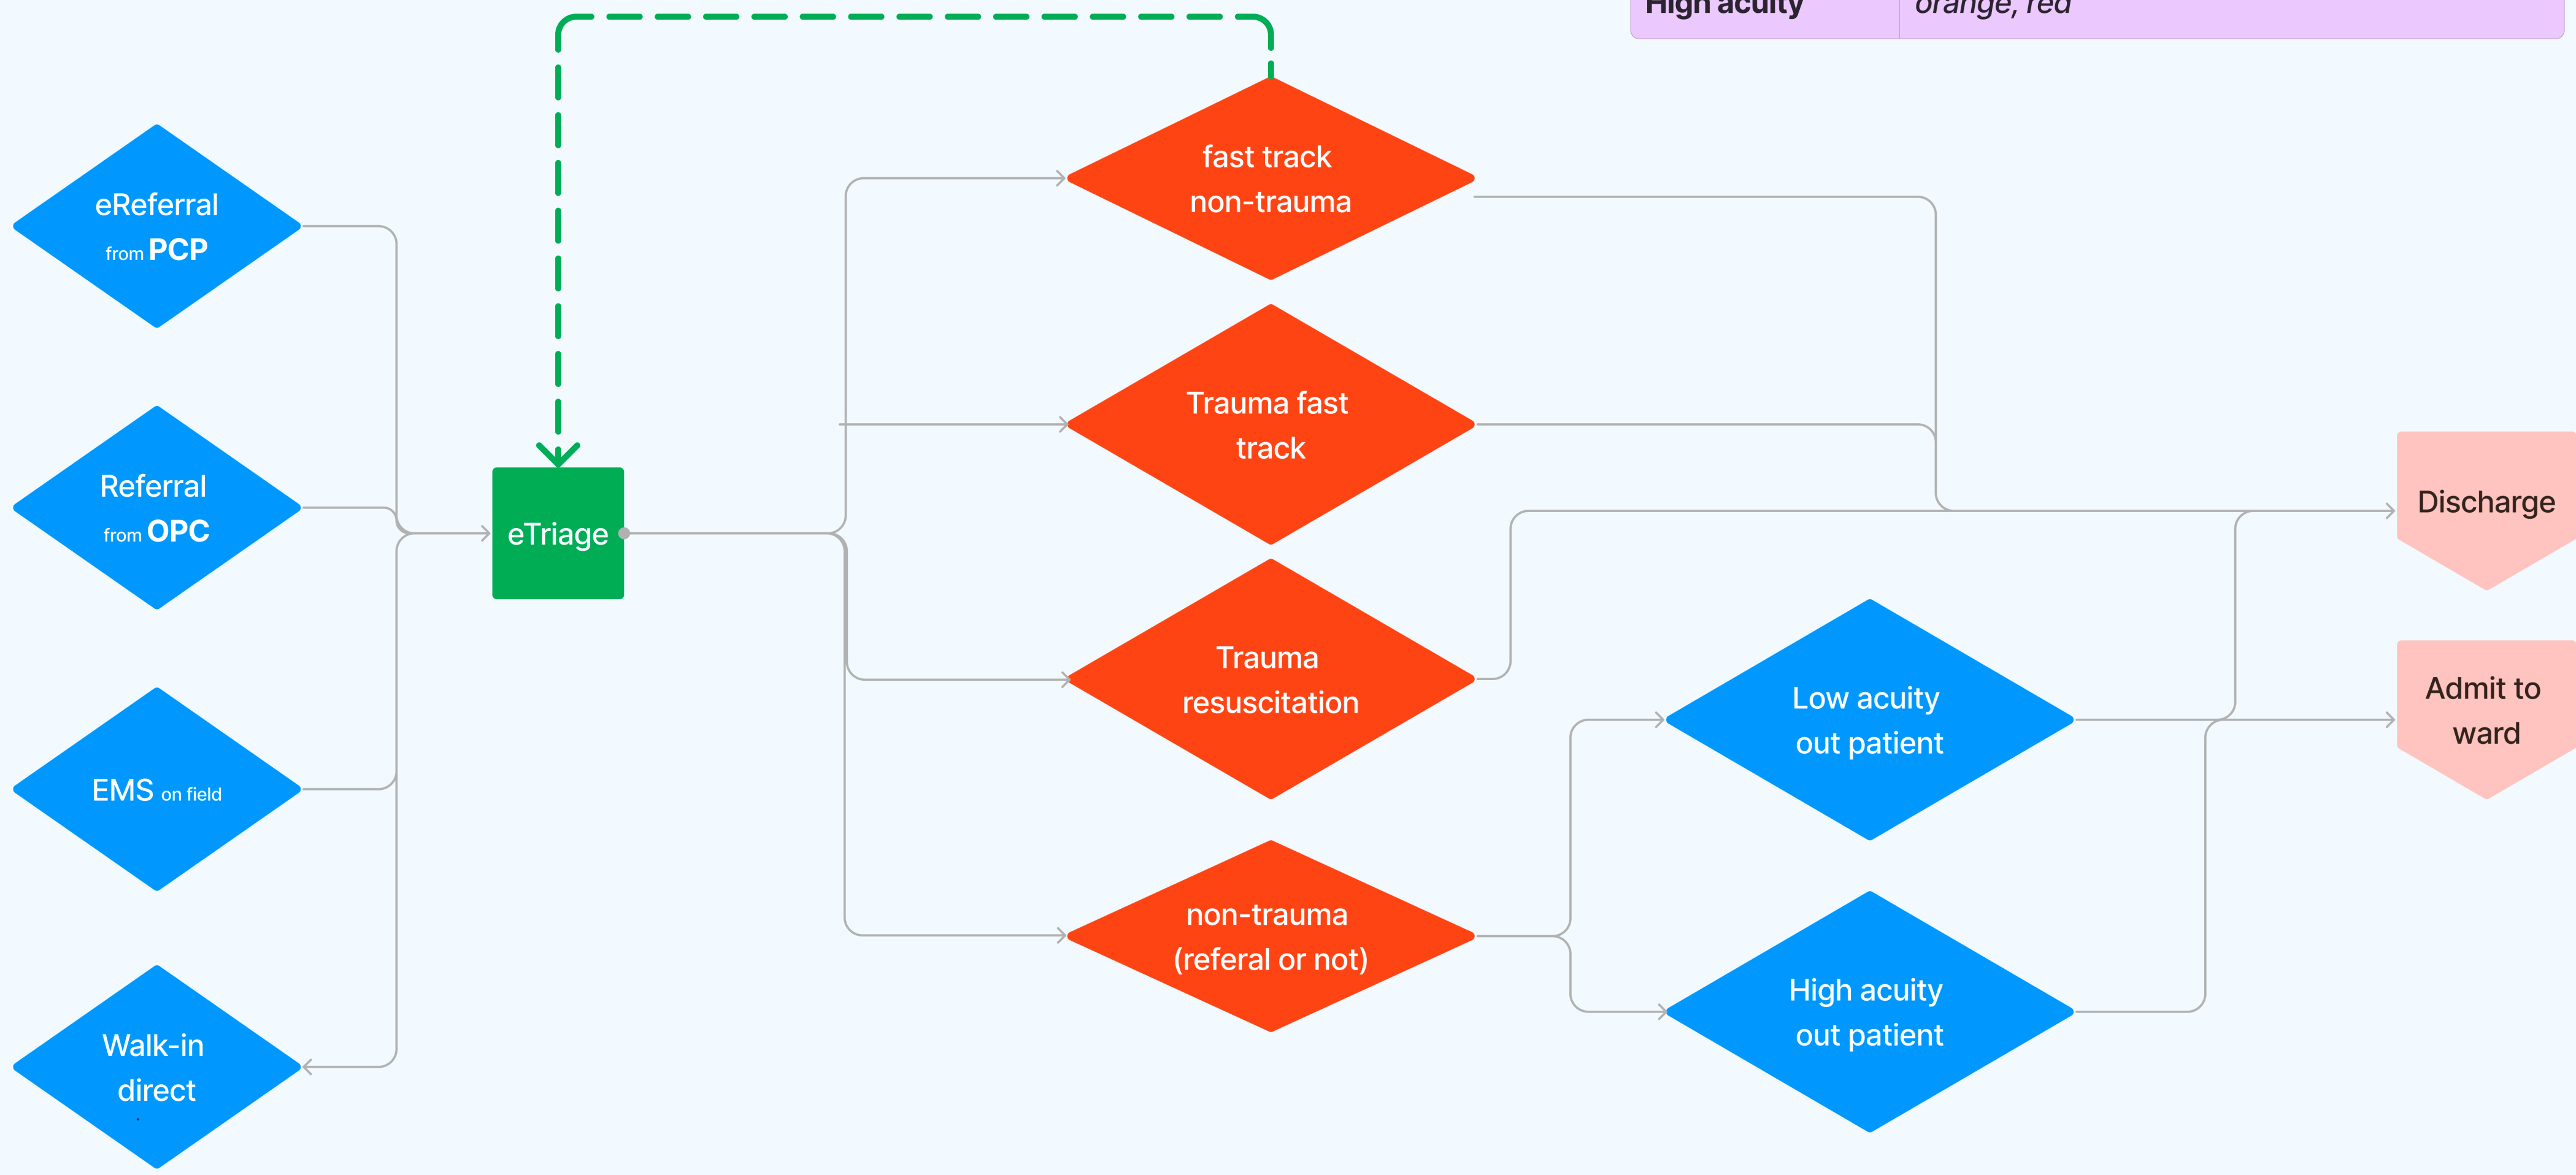 High acuity
orange, red
eReferral
from PCP
Referral
from OPC
EMS on field
Walk-in
direct
eTriage
fast track
non-trauma
Trauma fast
track
Trauma
resuscitation
non-trauma
(referal or not)
Low acuity
out patient
High acuity
out patient
Discharge
Admit to
ward